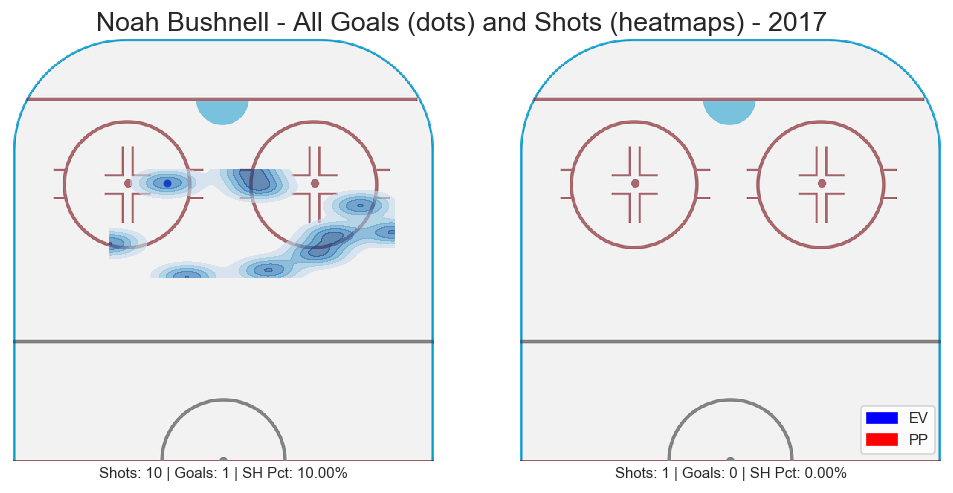 Noah Bushnell - All Goals (dots) and Shots (heatmaps) - 2017
EV
PP
Shots: 10 | Goals: 1 | SH Pct: 10.00%
Shots: 1 | Goals: 0 | SH Pct: 0.00%